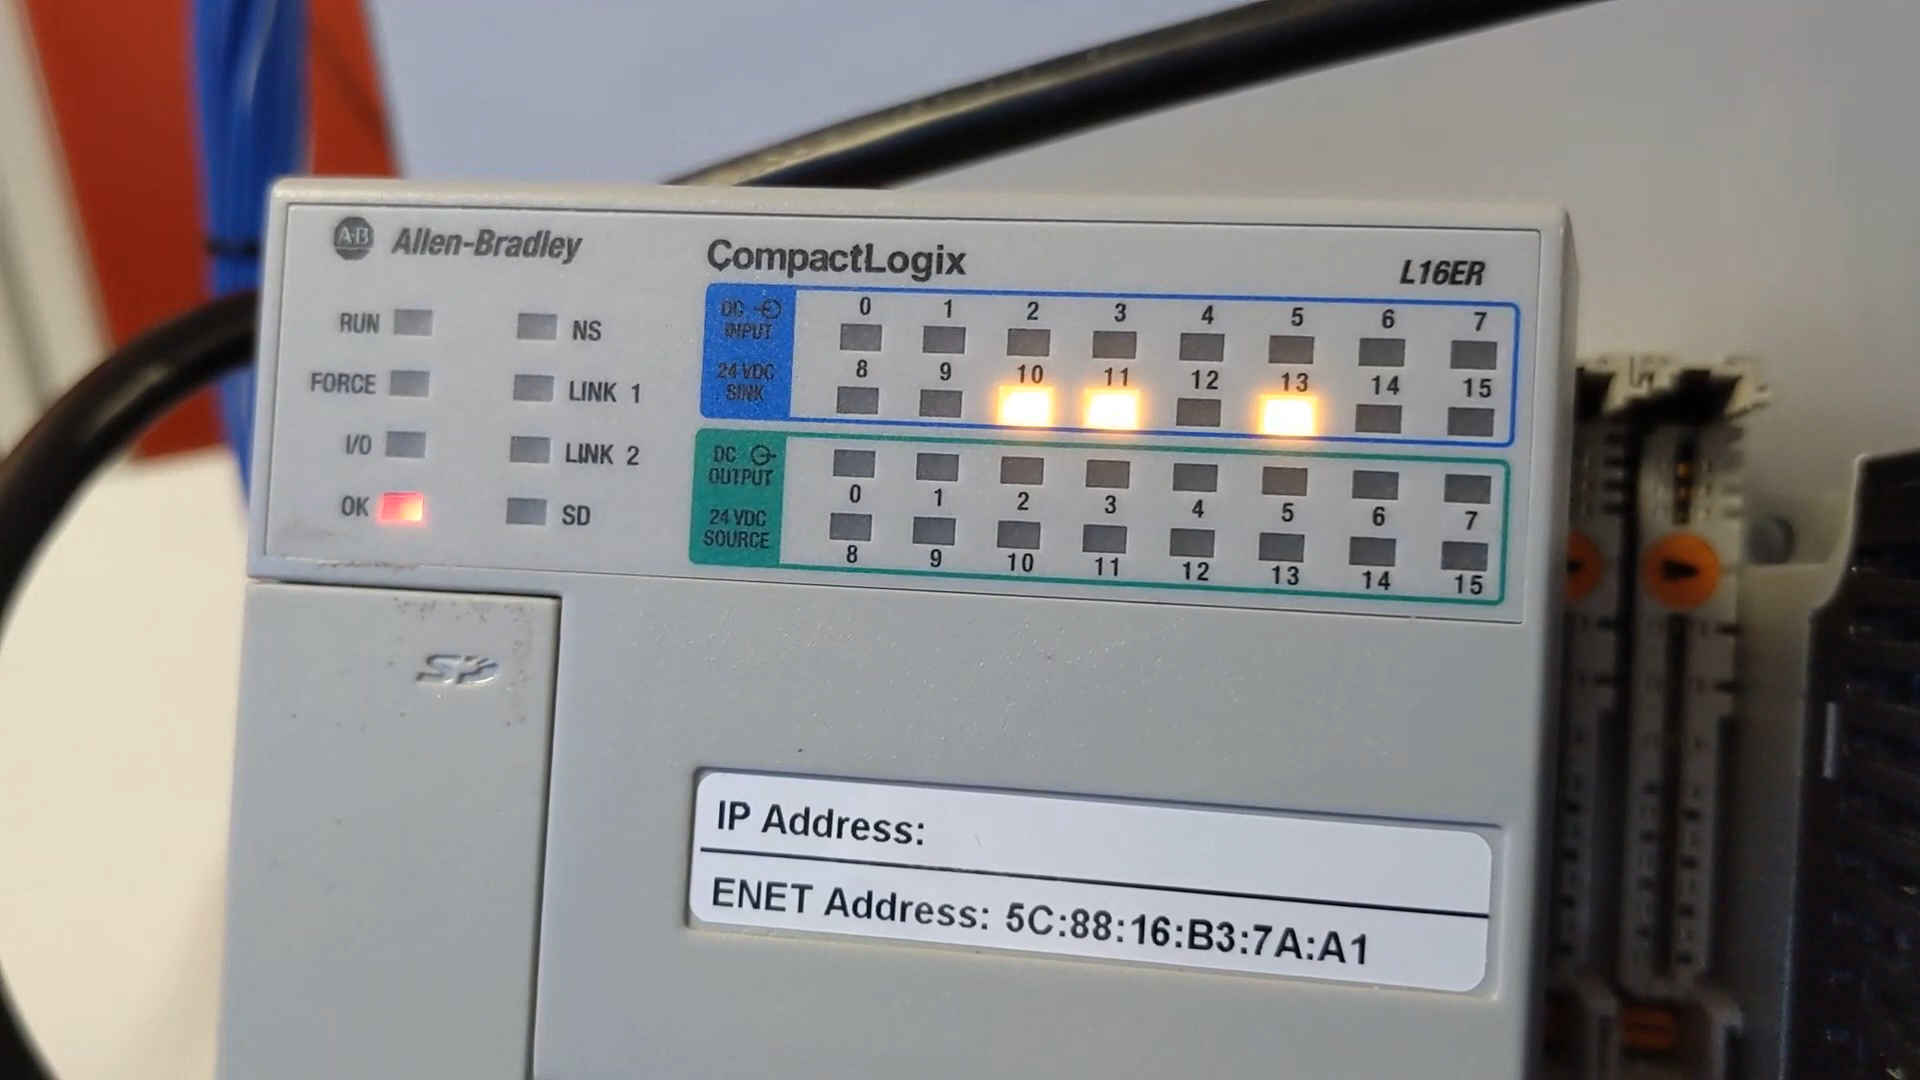 A·B Allen-Bradley
CompactLogix
L16ER
RUN NS
FORCE LINK 1
I/O LINK 2
OK SD
DC INPUT
24 VDC SINK
0 1 2 3 4 5 6 7
8 9 10 11 12 13 14 15
DC OUTPUT
24 VDC SOURCE
0 1 2 3 4 5 6 7
8 9 10 11 12 13 14 15
SD
IP Address:
ENET Address: 5C:88:16:B3:7A:A1